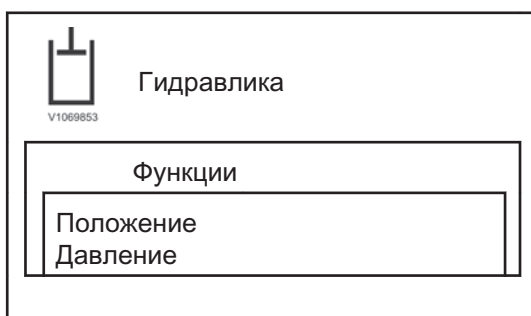 V1069853
Гидравлика
Функции
Положение
Давление